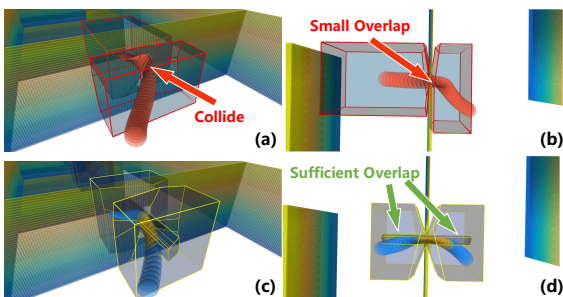 Small Overlap
Collide
(a)
(b)
Sufficient Overlap
(c)
(d)